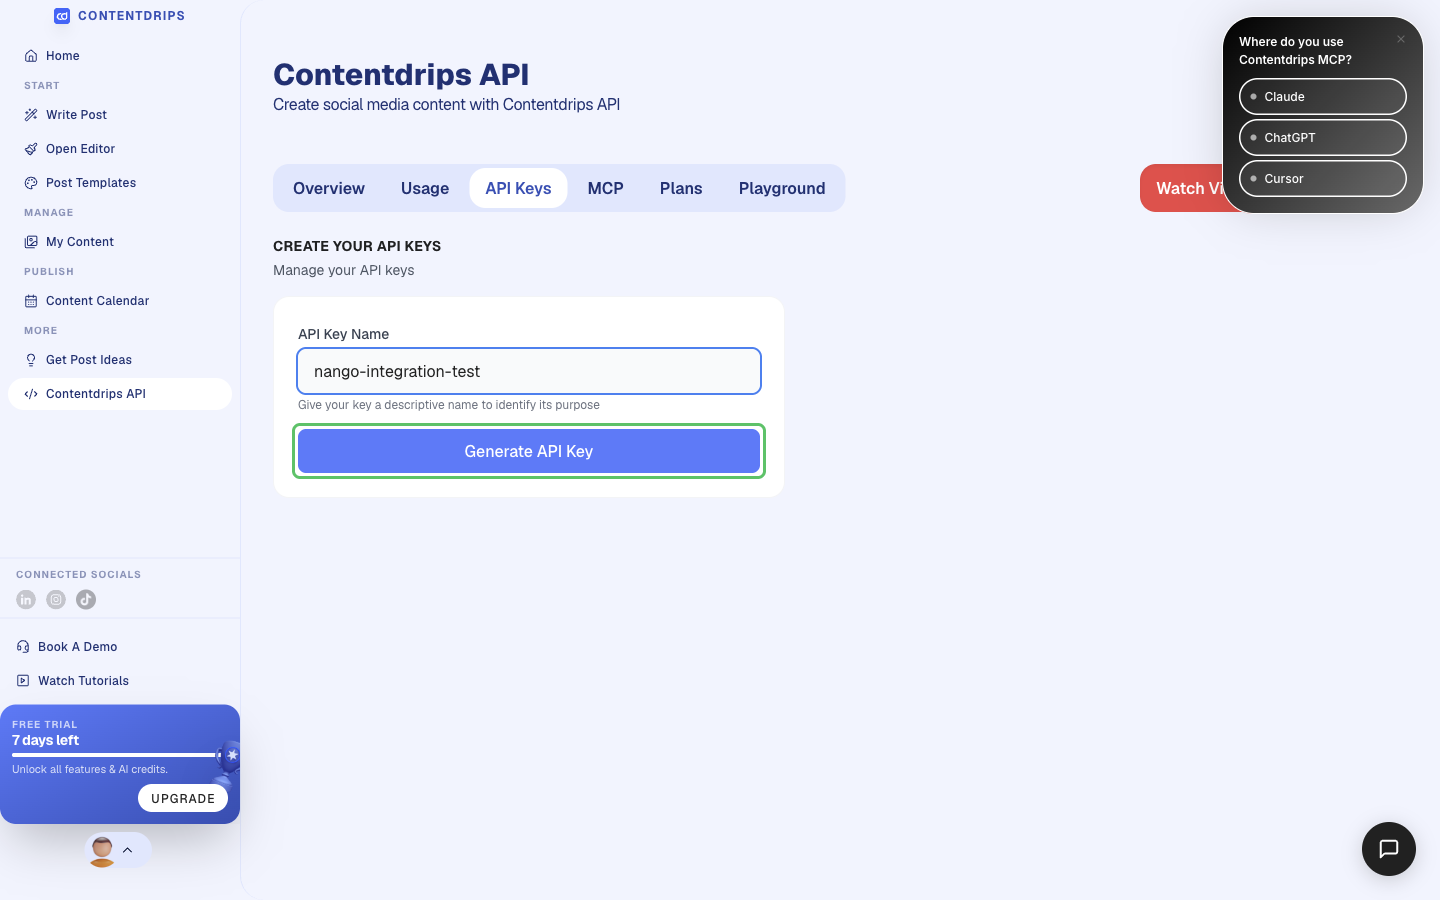 CONTENTDRIPS
Home
START
Write Post
Open Editor
Post Templates
MANAGE
My Content
PUBLISH
Content Calendar
MORE
Get Post Ideas
Contentdrips API
CONNECTED SOCIALS
Book A Demo
Watch Tutorials
FREE TRIAL
7 days left
Unlock all features & AI credits.
UPGRADE
Contentdrips API
Create social media content with Contentdrips API
Overview
Usage
API Keys
MCP
Plans
Playground
Watch Vi
CREATE YOUR API KEYS
Manage your API keys
API Key Name
nango-integration-test
Give your key a descriptive name to identify its purpose
Generate API Key
Where do you use
Contentdrips MCP?
Claude
ChatGPT
Cursor